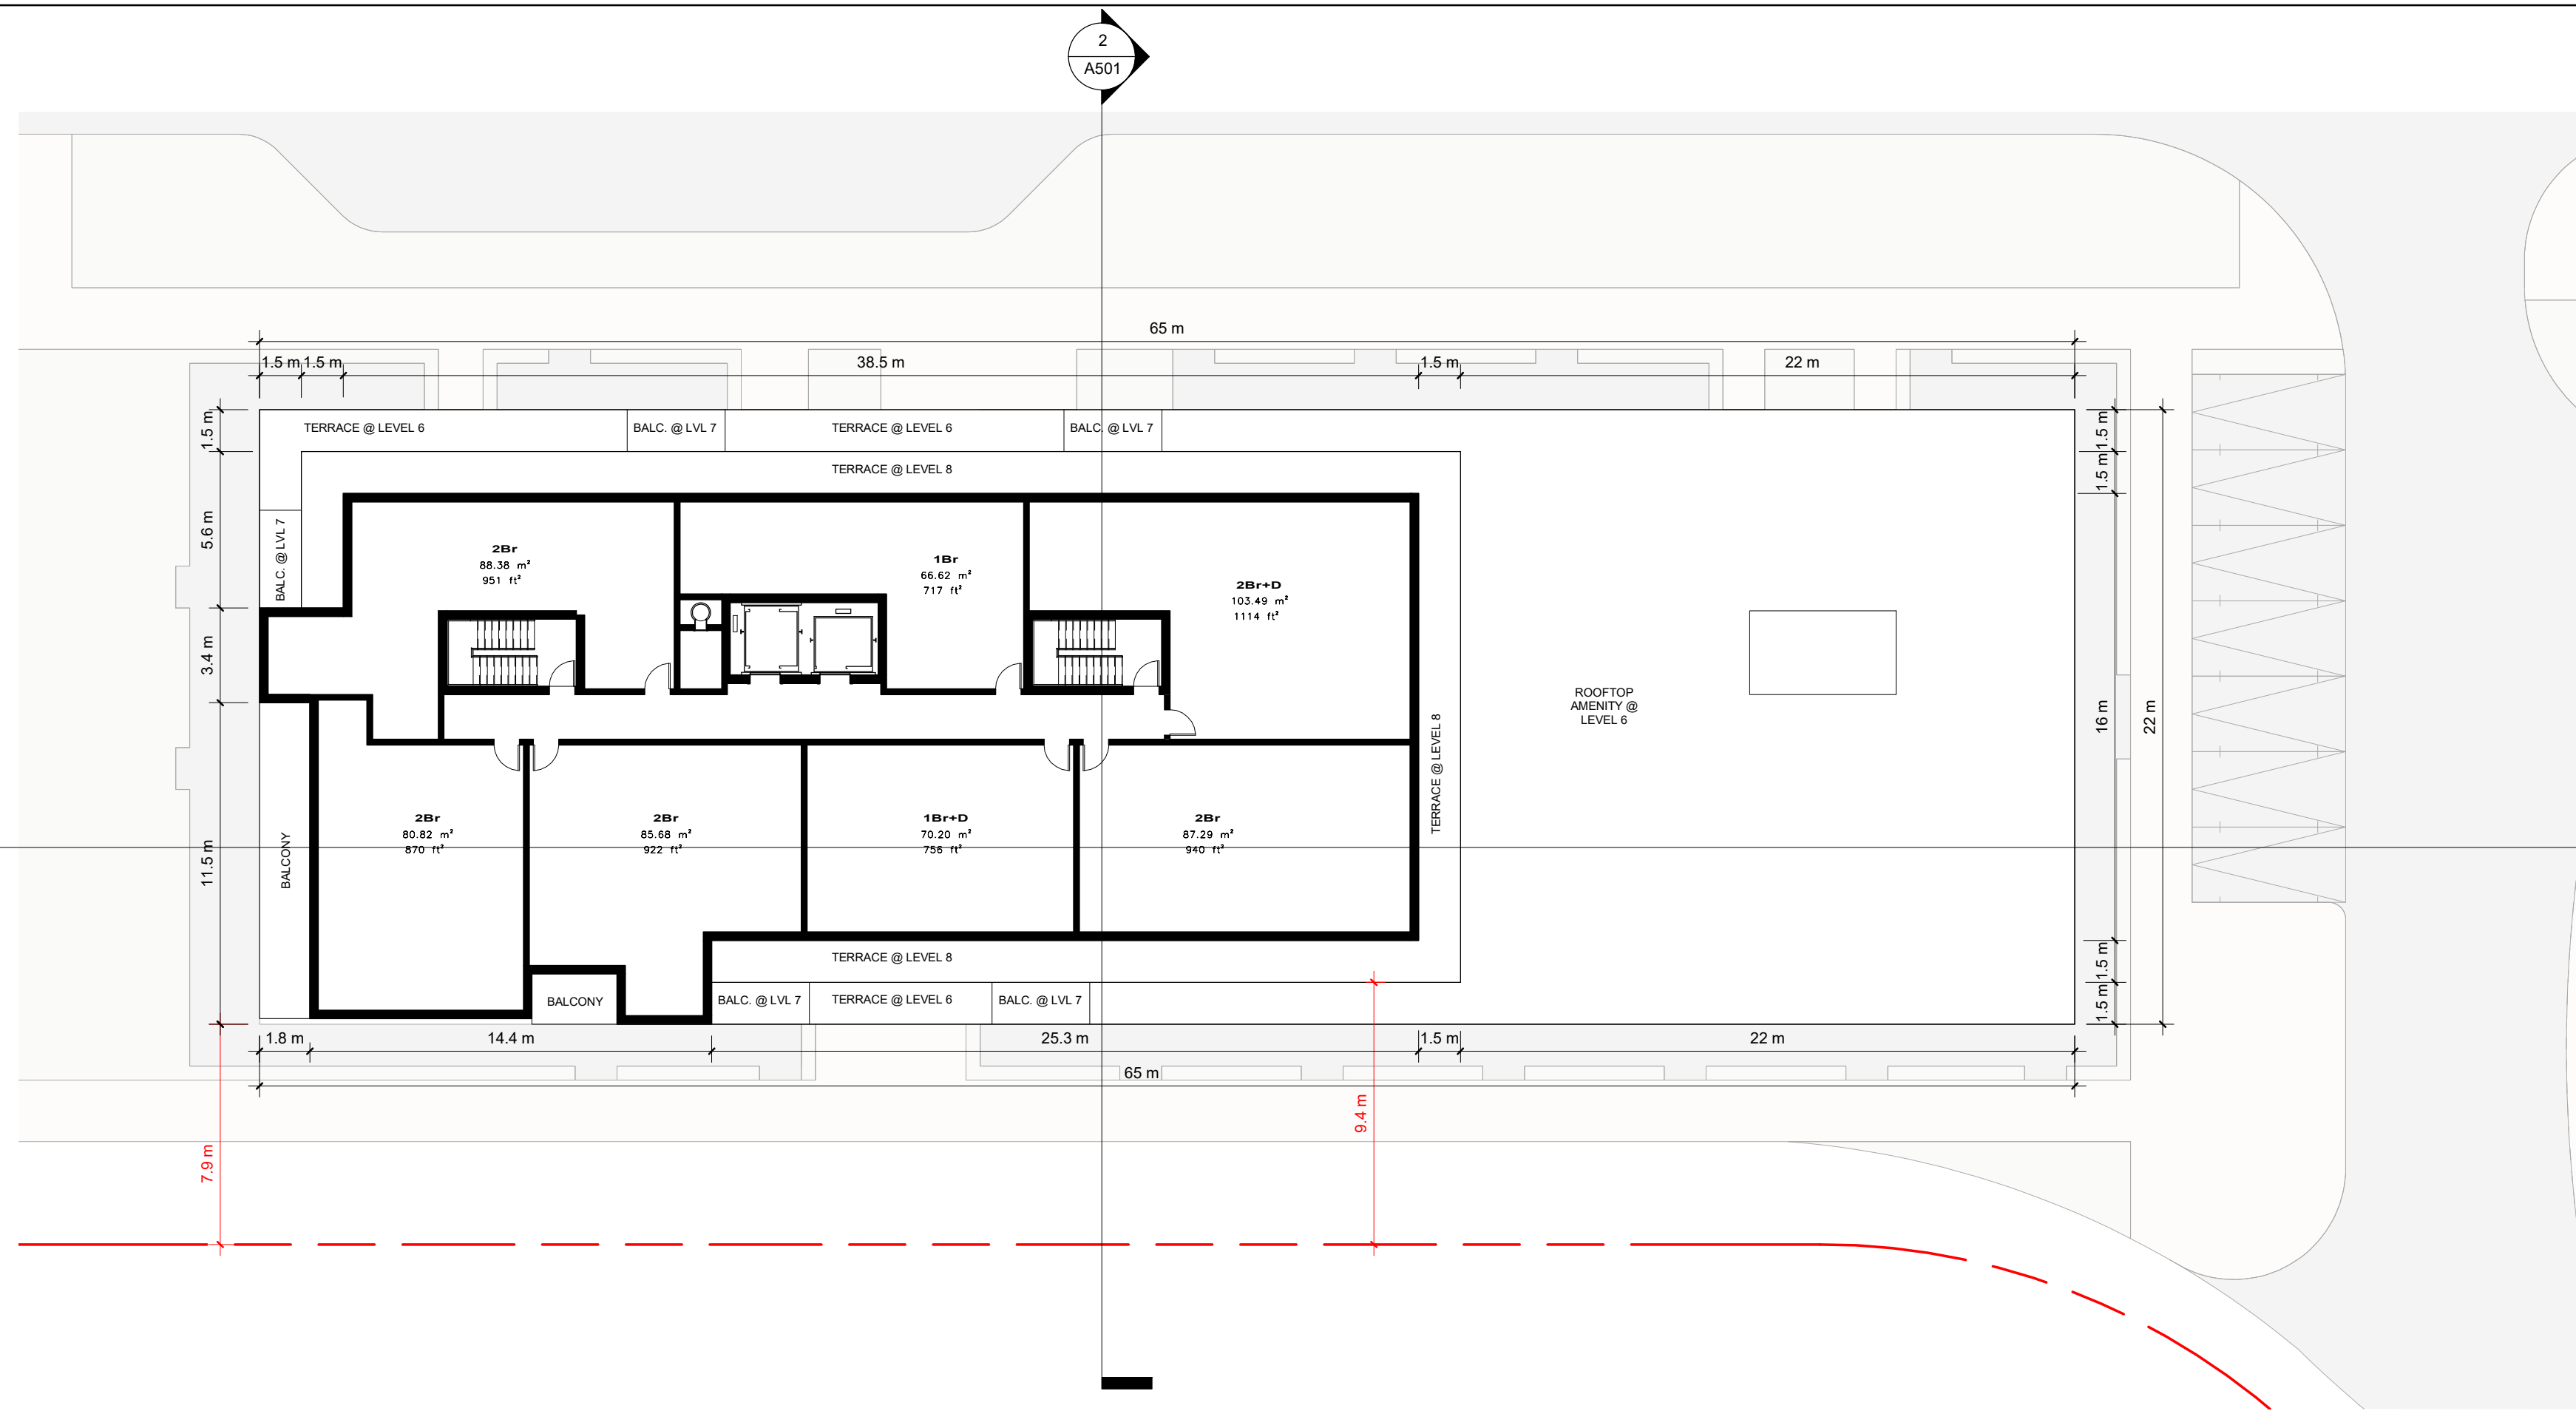 2
A501
65 m
1.5 m 1.5 m
38.5 m
1.5 m
22 m
1.5 m
TERRACE @ LEVEL 6
BALC. @ LVL 7
TERRACE @ LEVEL 6
BALC. @ LVL 7
1.5 m
TERRACE @ LEVEL 8
1.5 m
5.6 m
BALC. @ LVL 7
2Br
88.38 m²
951 ft²
1Br
66.62 m²
717 ft²
2Br+D
103.49 m²
1114 ft²
3.4 m
ROOFTOP
AMENITY @
LEVEL 6
16 m
22 m
TERRACE @ LEVEL 8
11.5 m
BALCONY
2Br
80.82 m²
870 ft²
2Br
85.68 m²
922 ft²
1Br+D
70.20 m²
756 ft²
2Br
87.29 m²
940 ft²
TERRACE @ LEVEL 8
1.5 m
BALCONY
BALC. @ LVL 7
TERRACE @ LEVEL 6
BALC. @ LVL 7
1.5 m
1.8 m
14.4 m
25.3 m
1.5 m
22 m
65 m
9.4 m
7.9 m